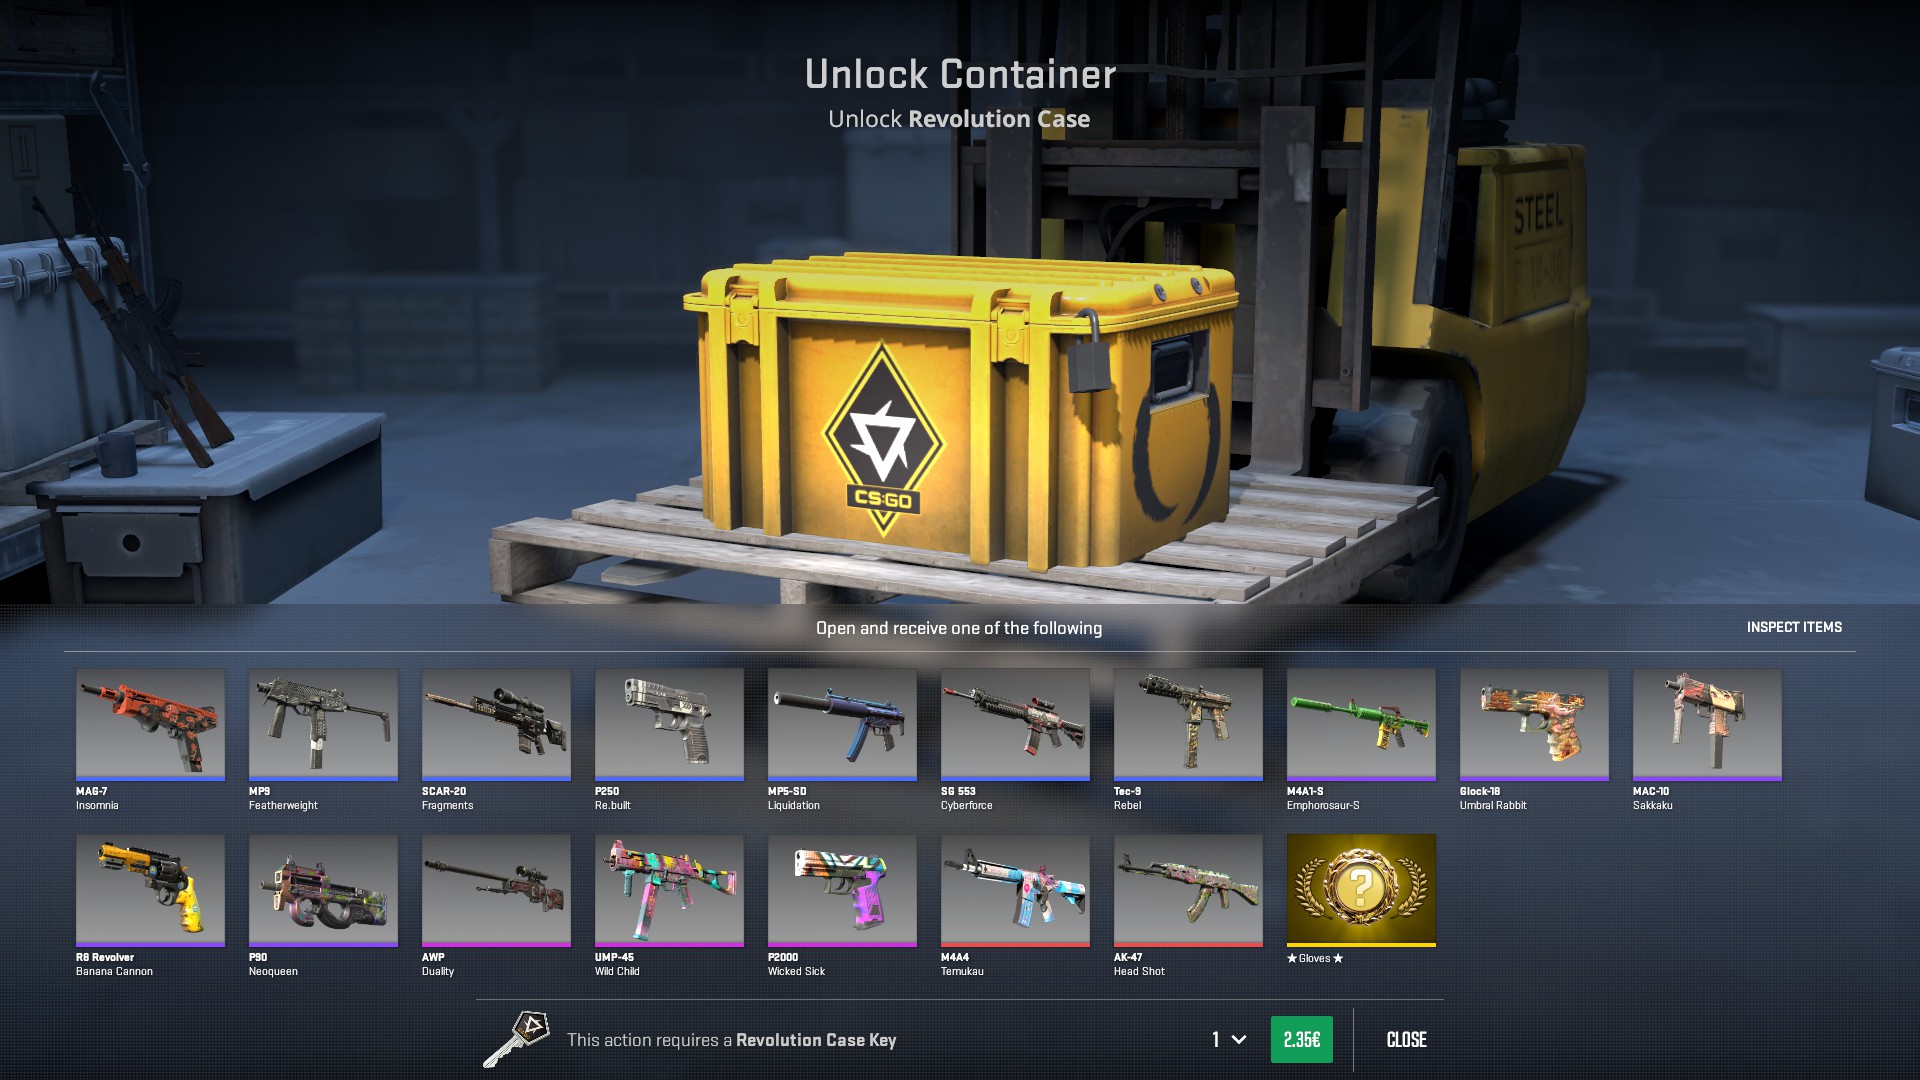 Unlock Container
Unlock Revolution Case
STEEL
CS:GO
Open and receive one of the following
INSPECT ITEMS
MAG-7
Insomnia
MP9
Featherweight
SCAR-20
Fragments
P250
Re.built
MP5-SD
Liquidation
SG 553
Cyberforce
Tec-9
Rebel
M4A1-S
Emphorosaur-S
Glock-18
Umbral Rabbit
MAC-10
Sakkaku
R8 Revolver
Banana Cannon
P90
Neoqueen
AWP
Duality
UMP-45
Wild Child
P2000
Wicked Sick
M4A4
Temukau
AK-47
Head Shot
?
★ Gloves ★
This action requires a Revolution Case Key
1
2.35€
CLOSE